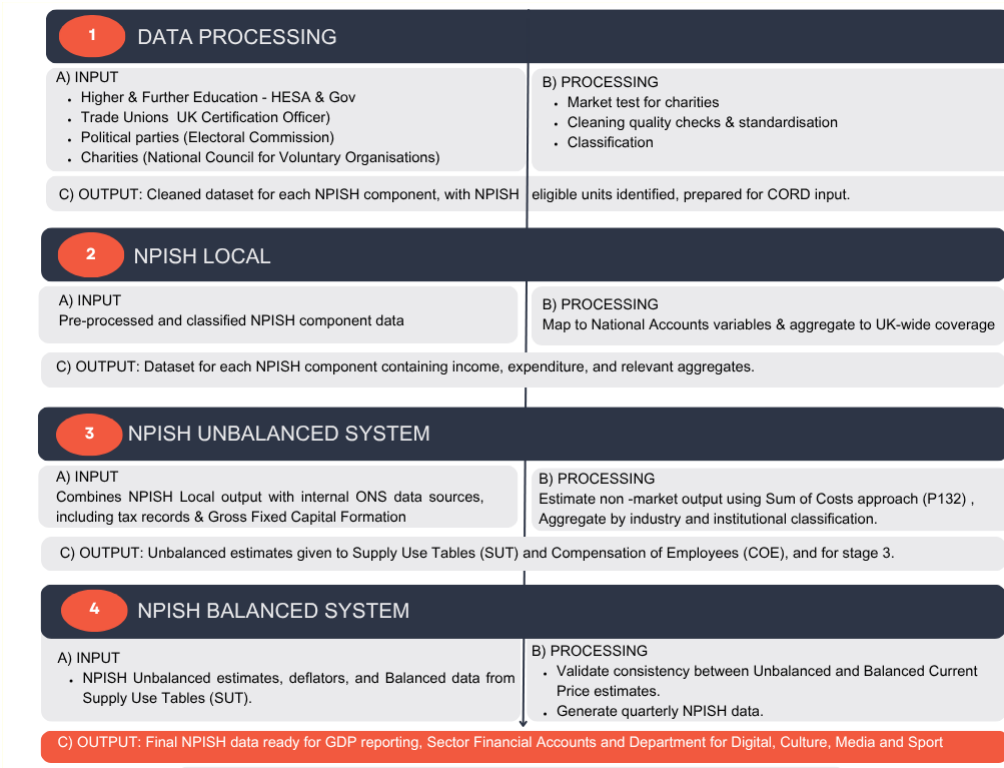 1 DATA PROCESSING
A) INPUT
• Higher & Further Education - HESA & Gov
• Trade Unions UK Certification Officer)
• Political parties (Electoral Commission)
• Charities (National Council for Voluntary Organisations)
B) PROCESSING
• Market test for charities
• Cleaning quality checks & standardisation
• Classification
C) OUTPUT: Cleaned dataset for each NPISH component, with NPISH eligible units identified, prepared for CORD input.
2 NPISH LOCAL
A) INPUT
Pre-processed and classified NPISH component data
B) PROCESSING
Map to National Accounts variables & aggregate to UK-wide coverage
C) OUTPUT: Dataset for each NPISH component containing income, expenditure, and relevant aggregates.
3 NPISH UNBALANCED SYSTEM
A) INPUT
Combines NPISH Local output with internal ONS data sources,
including tax records & Gross Fixed Capital Formation
B) PROCESSING
Estimate non -market output using Sum of Costs approach (P132) ,
Aggregate by industry and institutional classification.
C) OUTPUT: Unbalanced estimates given to Supply Use Tables (SUT) and Compensation of Employees (COE), and for stage 3.
4 NPISH BALANCED SYSTEM
A) INPUT
• NPISH Unbalanced estimates, deflators, and Balanced data from
Supply Use Tables (SUT).
B) PROCESSING
• Validate consistency between Unbalanced and Balanced Current
Price estimates.
• Generate quarterly NPISH data.
C) OUTPUT: Final NPISH data ready for GDP reporting, Sector Financial Accounts and Department for Digital, Culture, Media and Sport